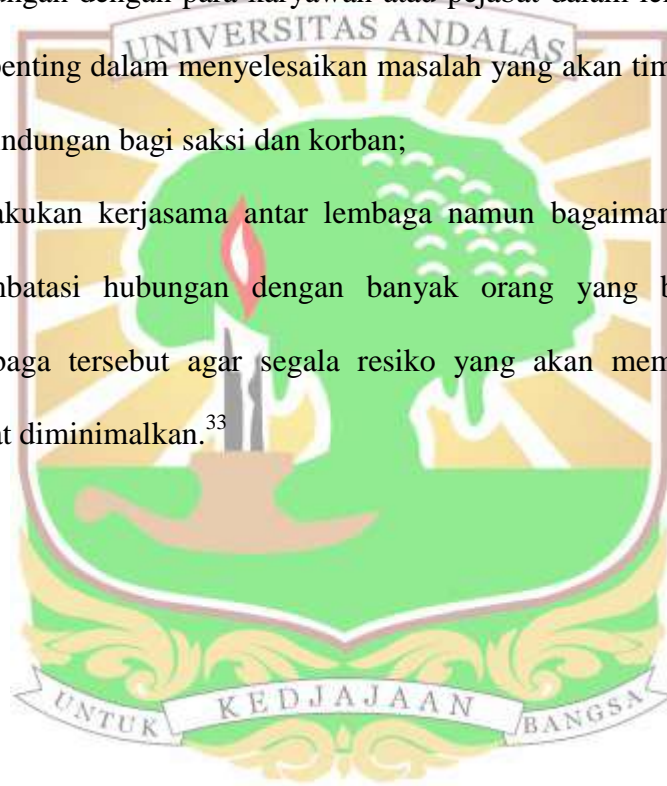 ngan dengan para karyawan atau pejabat dalam le
UNIVERSITAS ANDALAS
penting dalam menyelesaikan masalah yang akan tim
ndungan bagi saksi dan korban;
akukan kerjasama antar lembaga namun bagaiman
mbatasi hubungan dengan banyak orang yang b
baga tersebut agar segala resiko yang akan mem
at diminimalkan.33
UNTUK KEDJAJAAN BANGSA